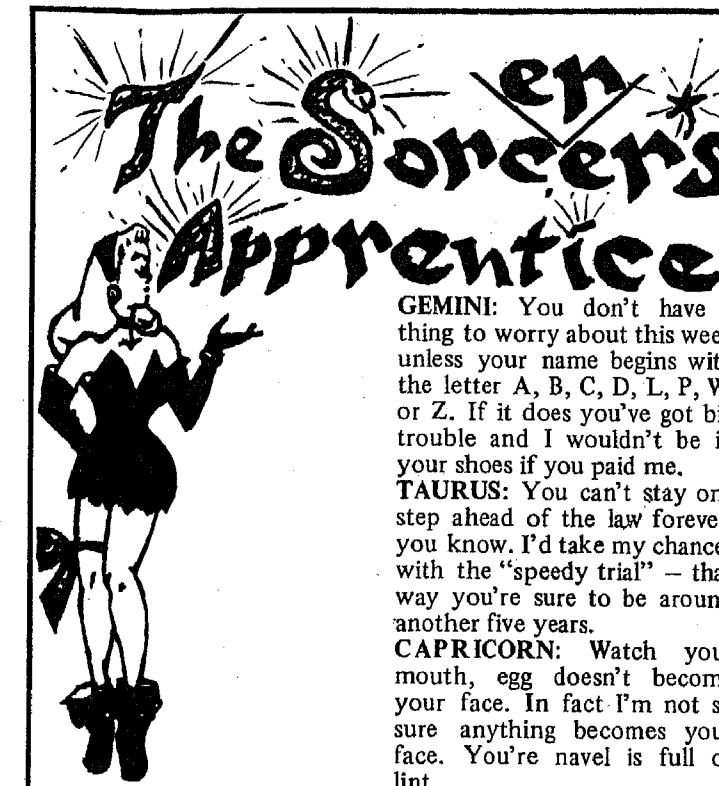 en
The Sorcers
Apprentice
GEMINI: You don't have
thing to worry about this wee
unless your name begins wit
the letter A, B, C, D, L, P, W
or Z. If it does you've got bi
trouble and I wouldn't be i
your shoes if you paid me.
TAURUS: You can't stay on
step ahead of the law foreve
you know. I'd take my chance
with the "speedy trial" — tha
way you're sure to be aroun
another five years.
CAPRICORN: Watch you
mouth, egg doesn't becom
your face. In fact I'm not s
sure anything becomes you
face. You're navel is full o
lint